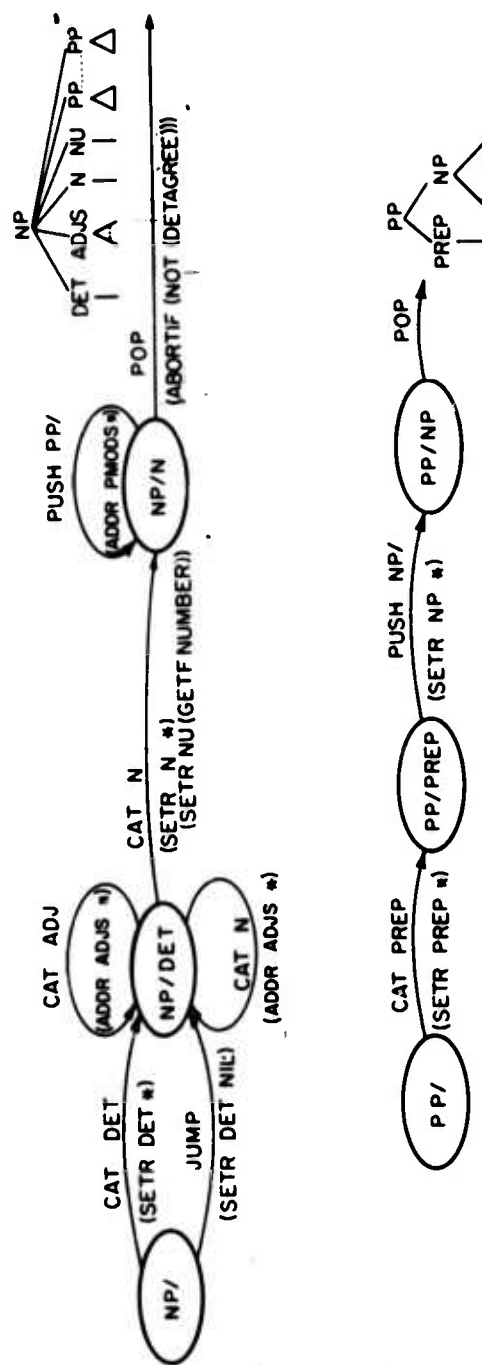 NP
DET ADJS N NU PP PP
PUSH PP/
(ADDR PMODS *)
NP/N
POP
(ABORTIF (NOT (DETAGREE)))
CAT N
(SETR N *)
(SETR NU (GETF NUMBER))
CAT ADJ
(ADDR ADJS *)
NP/DET
CAT N
(ADDR ADJS *)
CAT DET
(SETR DET *)
JUMP
(SETR DET NIL)
NP/
PP
PREP NP
POP
PP/NP
PUSH NP/
(SETR NP *)
PP/PREP
CAT PREP
(SETR PREP *)
PP/